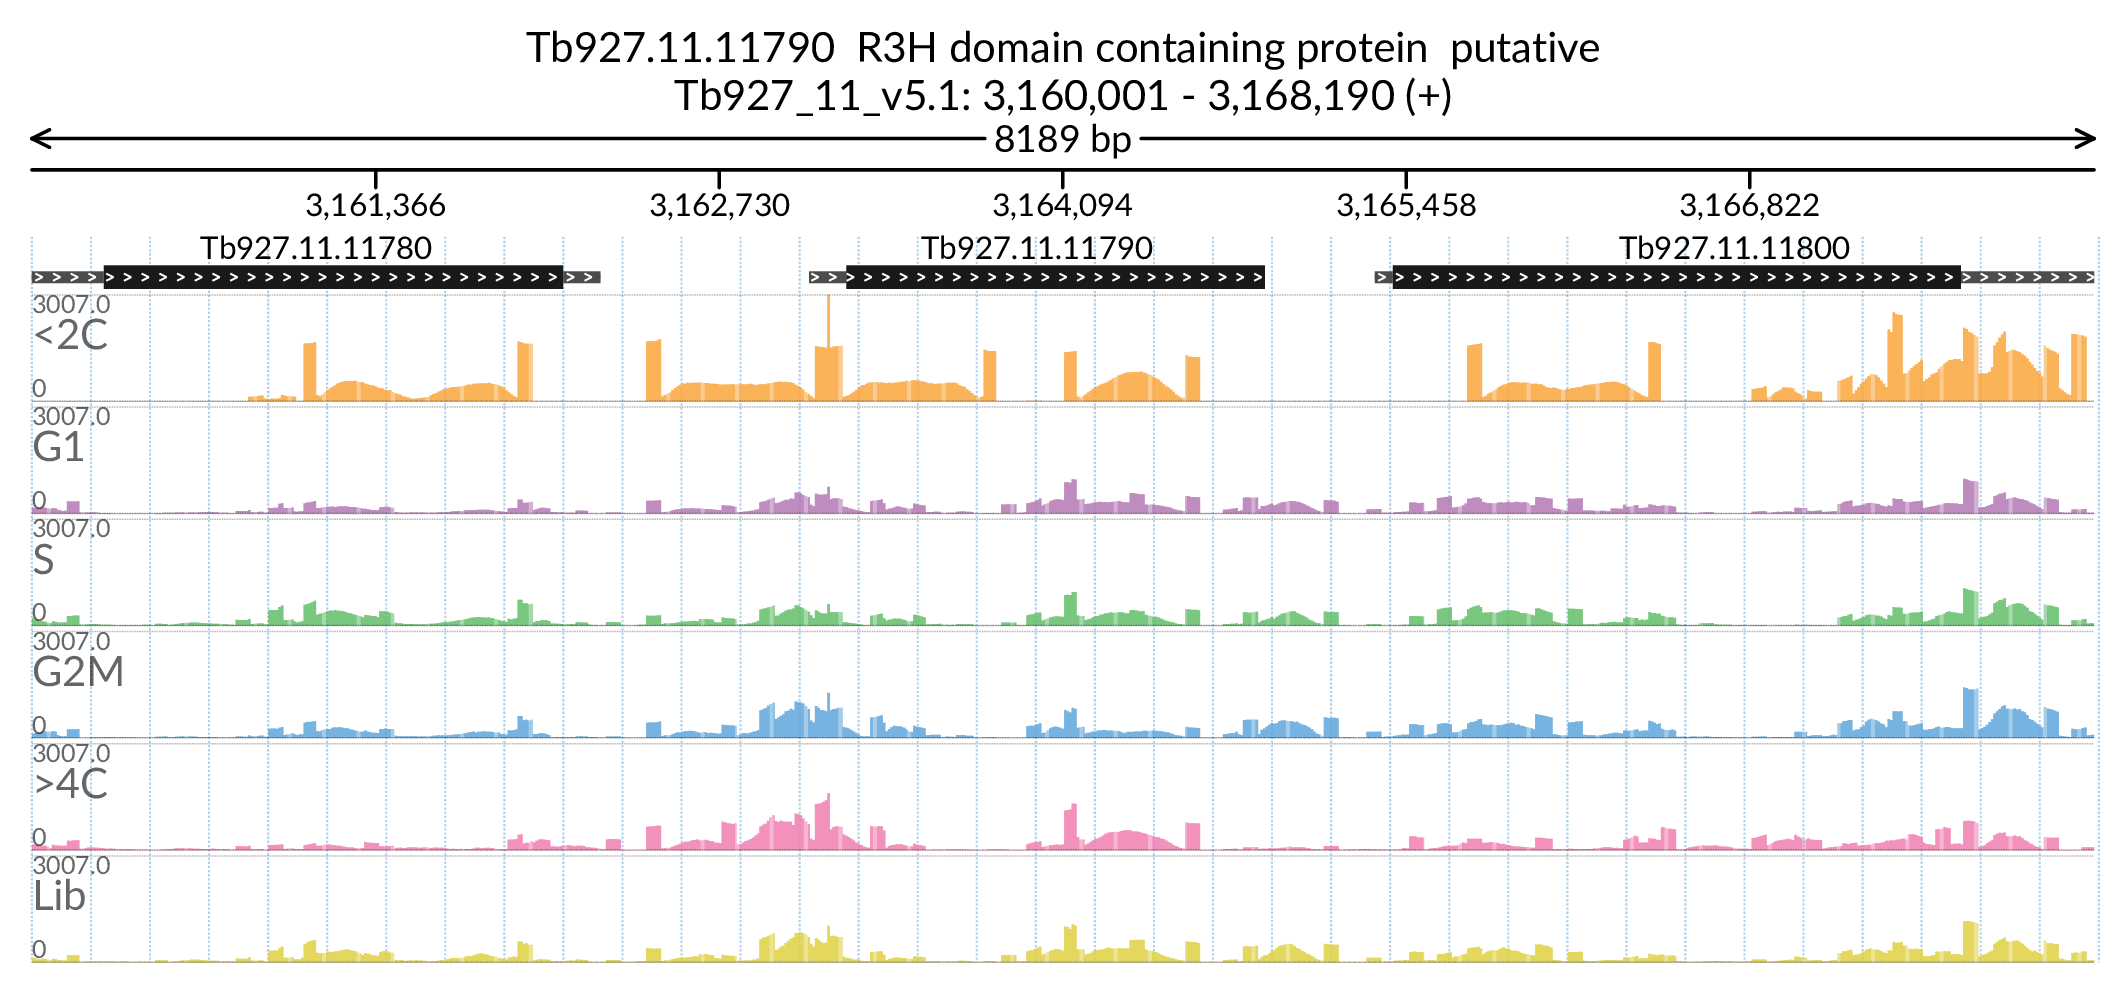 Tb927.11.11790  R3H domain containing protein  putative
Tb927_11_v5.1: 3,160,001 - 3,168,190 (+)
8189 bp
3,161,366 3,162,730 3,164,094 3,165,458 3,166,822
Tb927.11.11780 Tb927.11.11790 Tb927.11.11800
3007.0
<2C
0
3007.0
G1
0
3007.0
S
0
3007.0
G2M
0
3007.0
>4C
0
3007.0
Lib
0